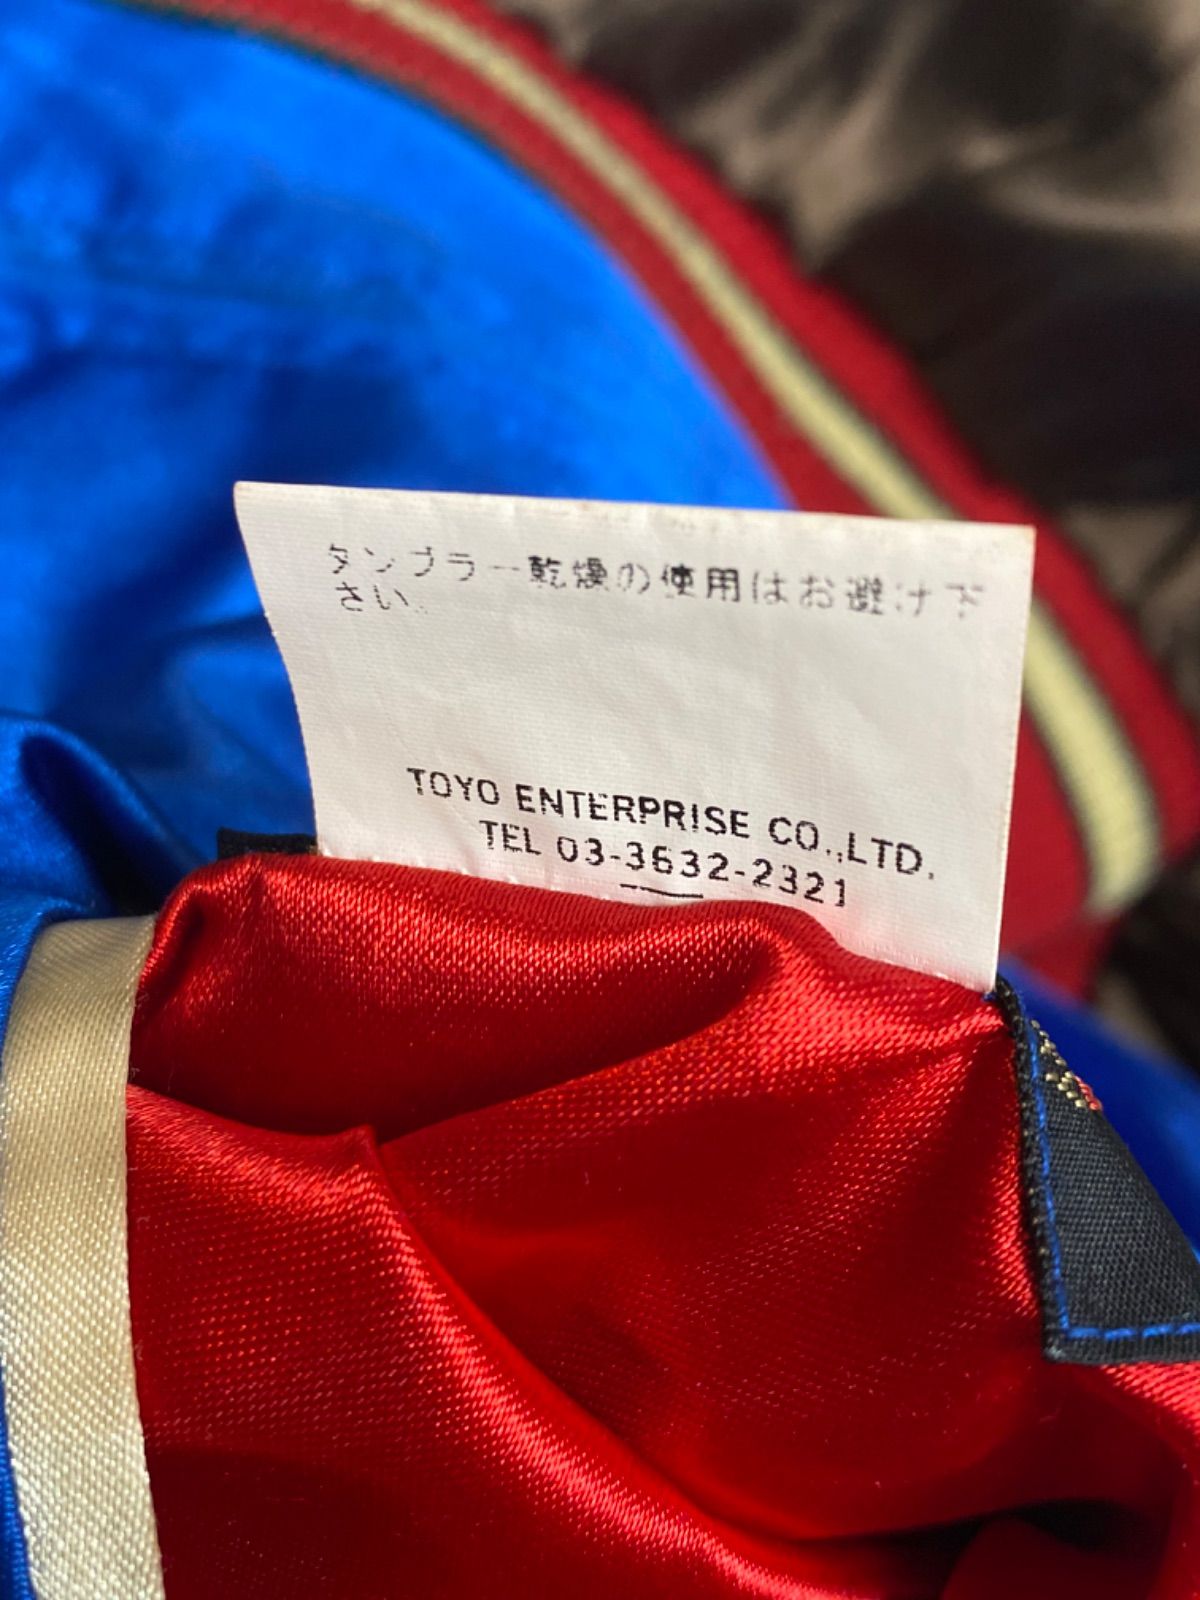 タンブラー乾燥の使用はお避け下
さい。
TOYO ENTERPRISE CO.,LTD.
TEL 03-3632-2321